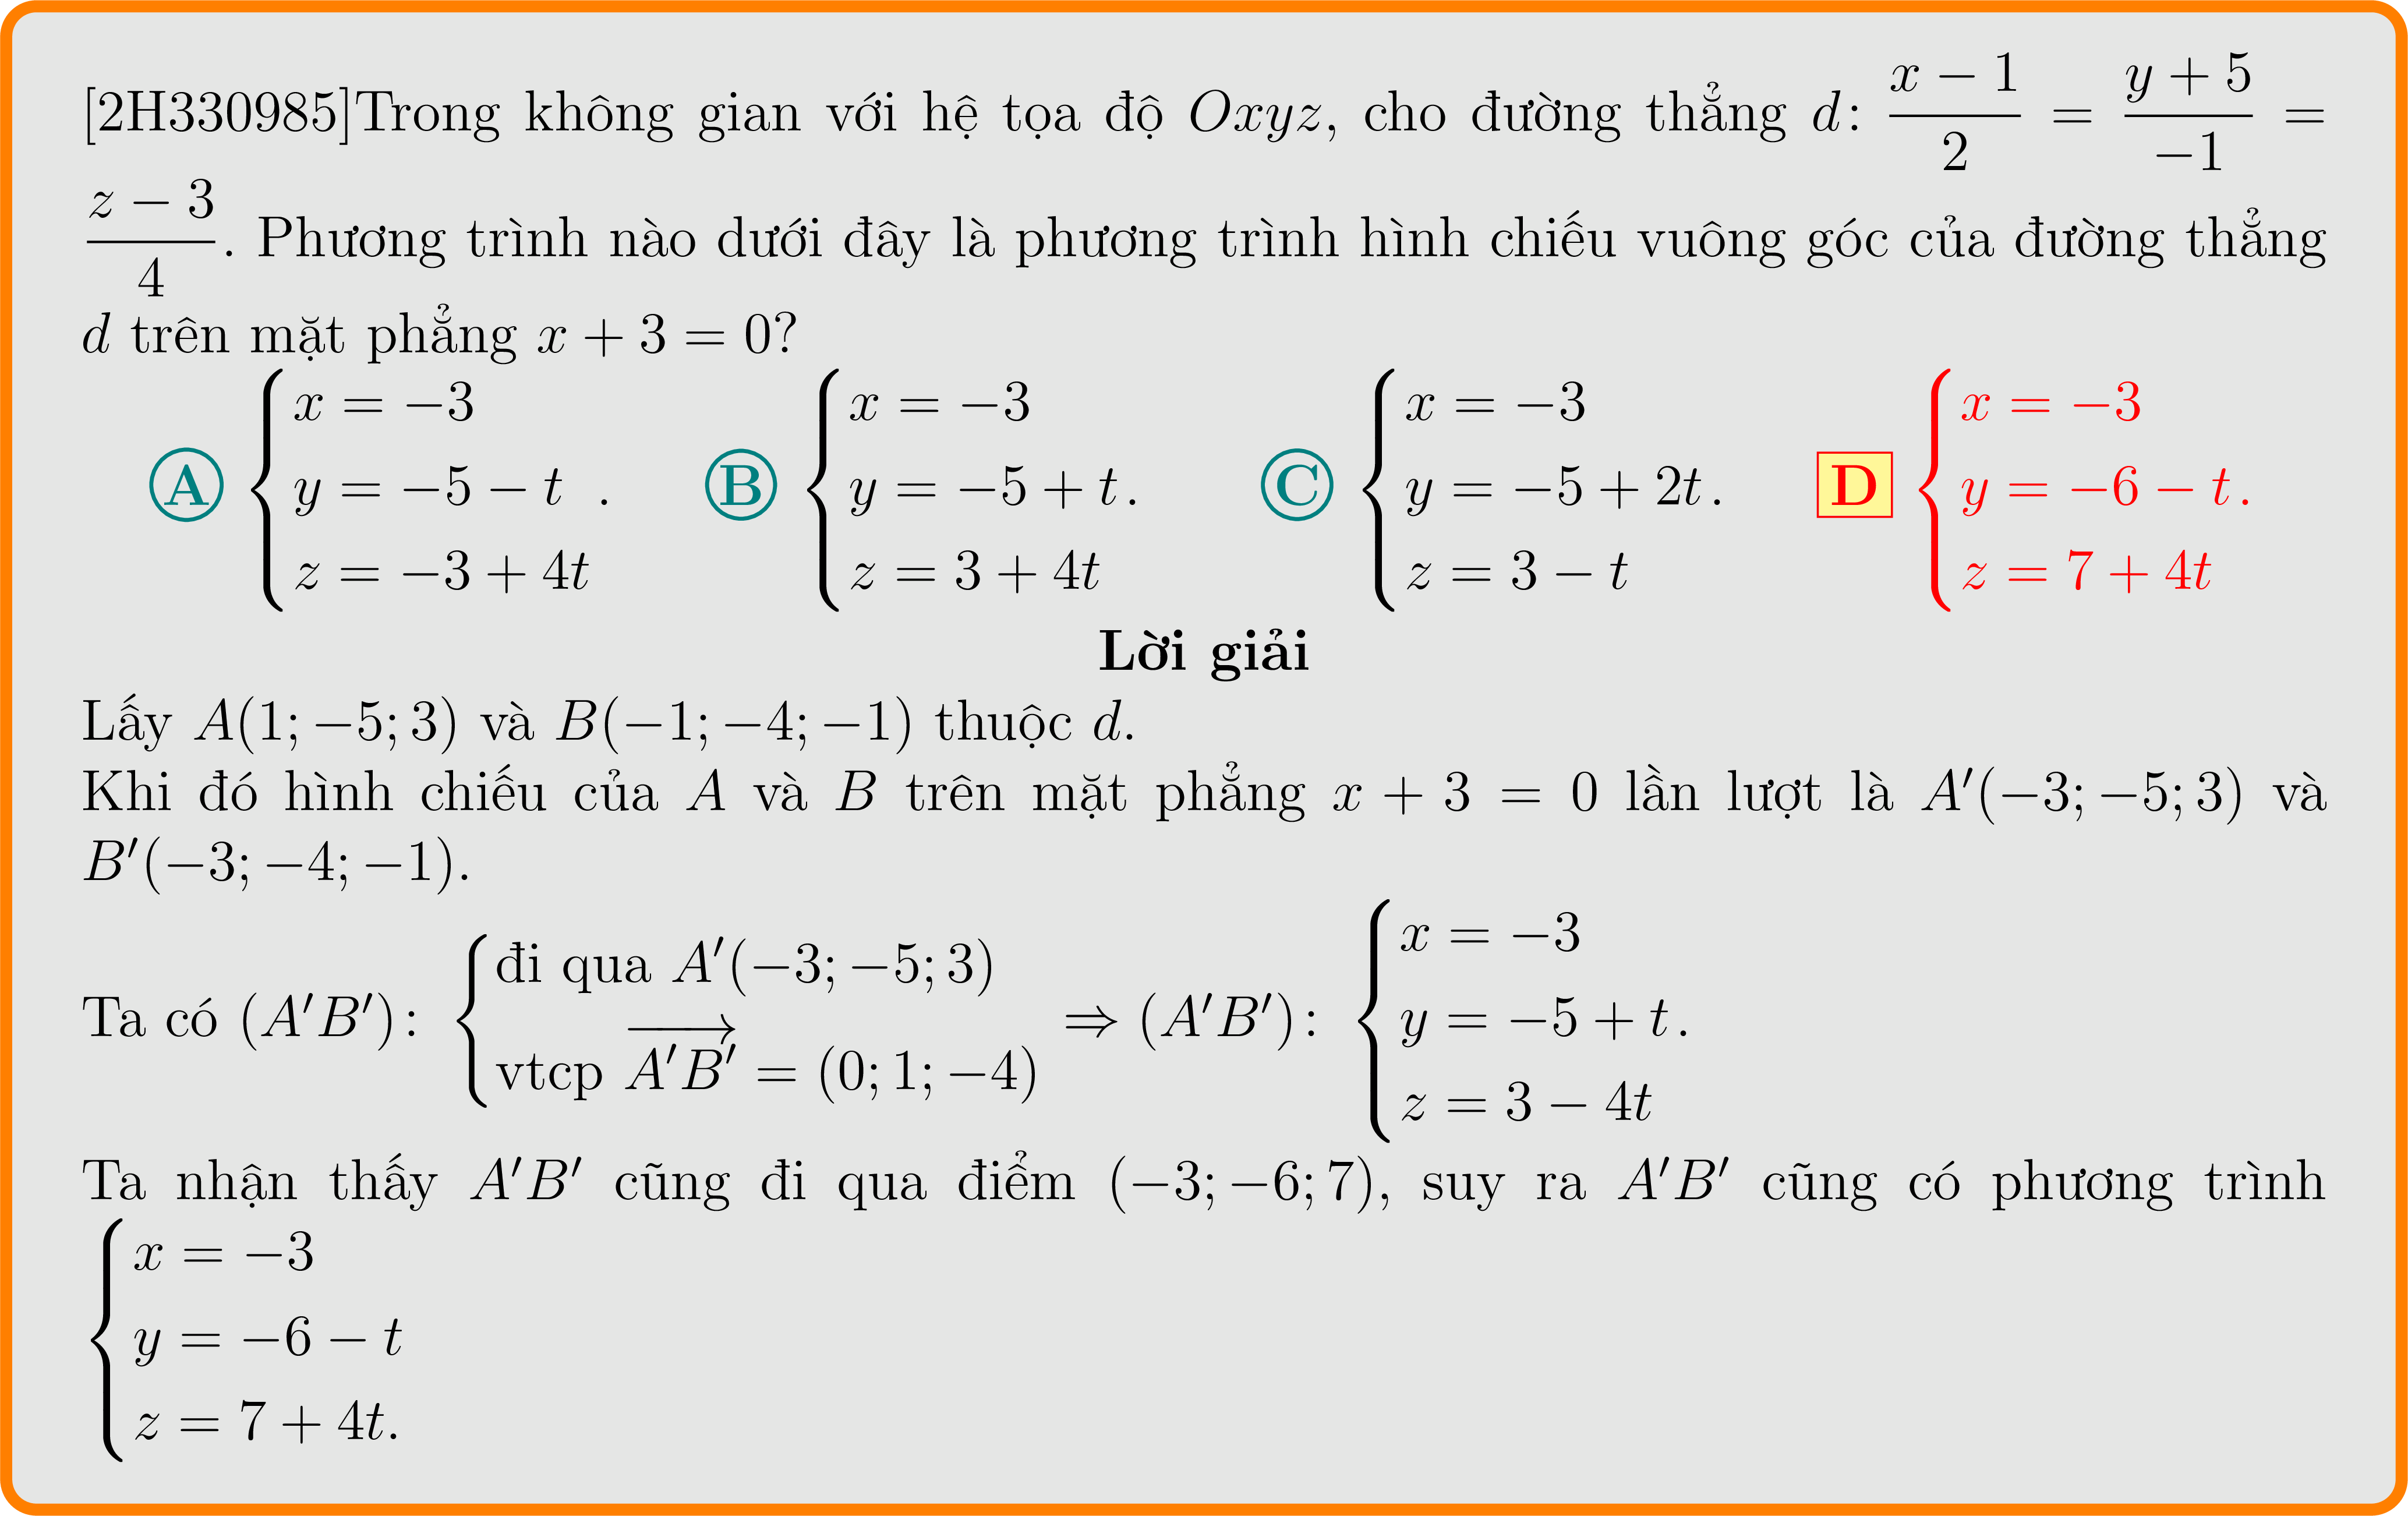 [2H330985]Trong không gian với hệ tọa độ $Oxyz$, cho đường thẳng $d\colon \dfrac{x-1}{2} = \dfrac{y+5}{-1} =$
$\dfrac{z-3}{4}$. Phương trình nào dưới đây là phương trình hình chiếu vuông góc của đường thẳng
$d$ trên mặt phẳng $x+3=0$?
A $\begin{cases} x=-3 \\ y=-5-t \\ z=-3+4t \end{cases}$. B $\begin{cases} x=-3 \\ y=-5+t \\ z=3+4t \end{cases}$. C $\begin{cases} x=-3 \\ y=-5+2t \\ z=3-t \end{cases}$. D $\begin{cases} x=-3 \\ y=-6-t \\ z=7+4t \end{cases}$.
Lời giải
Lấy $A(1;-5;3)$ và $B(-1;-4;-1)$ thuộc $d$.
Khi đó hình chiếu của $A$ và $B$ trên mặt phẳng $x+3=0$ lần lượt là $A'(-3;-5;3)$ và
$B'(-3;-4;-1)$.
Ta có $(A'B')\colon \begin{cases} \text{đi qua } A'(-3;-5;3) \\ \text{vtcp } \overrightarrow{A'B'}=(0;1;-4) \end{cases} \Rightarrow (A'B')\colon \begin{cases} x=-3 \\ y=-5+t \\ z=3-4t \end{cases}$.
Ta nhận thấy $A'B'$ cũng đi qua điểm $(-3;-6;7)$, suy ra $A'B'$ cũng có phương trình
$\begin{cases} x=-3 \\ y=-6-t \\ z=7+4t. \end{cases}$